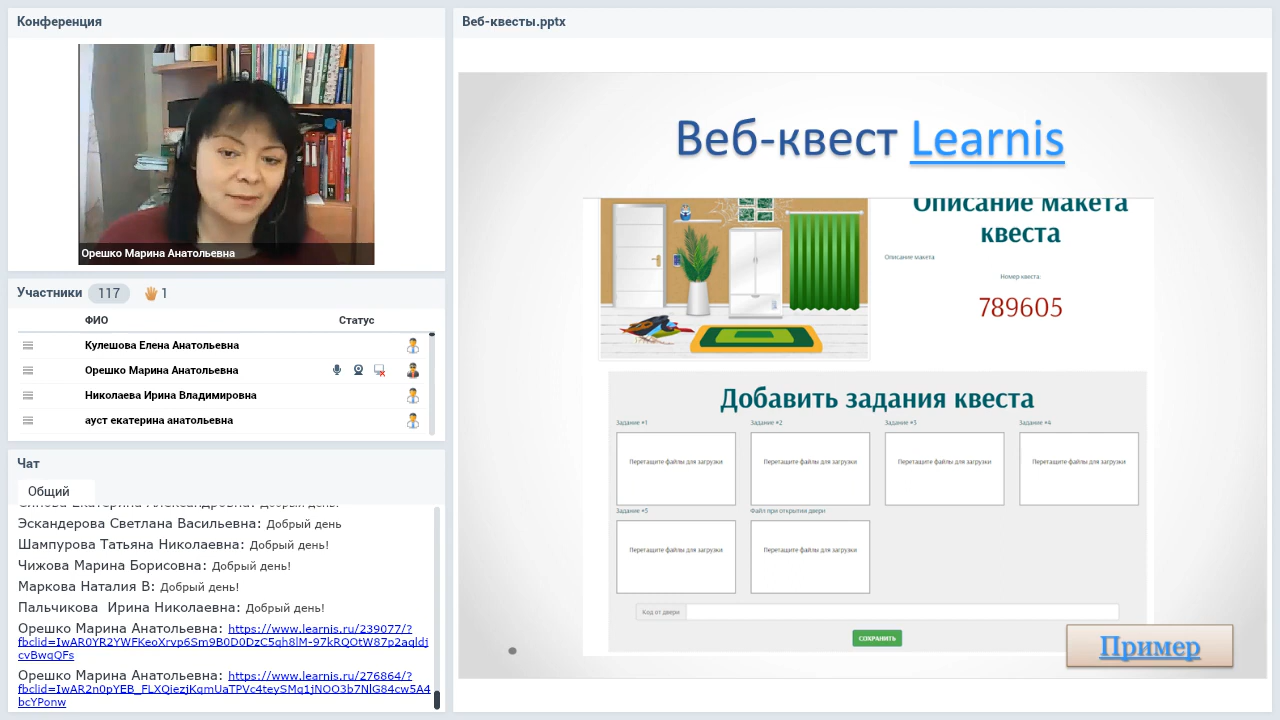 Конференция
Орешко Марина Анатольевна
Участники 117 1
ФИО Статус
Кулешова Елена Анатольевна
Орешко Марина Анатольевна
Николаева Ирина Владимировна
ауст екатерина анатольевна
Чат
Общий
Эскандерова Светлана Васильевна: Добрый день
Шампурова Татьяна Николаевна: Добрый день!
Чижова Марина Борисовна: Добрый день!
Маркова Наталия В: Добрый день!
Пальчикова Ирина Николаевна: Добрый день!
Орешко Марина Анатольевна: https://www.learnis.ru/239077/?
fbclid=IwAR0YR2YWFKeoXrvp6Sm9B0D0DzC5qh8lM-97kRQOtW87p2aqldj
cvBwqQFs
Орешко Марина Анатольевна: https://www.learnis.ru/276864/?
fbclid=IwAR2n0pYEB_FLXQiezjKqmUaTPVc4teySMq1jNOO3b7NlG84cw5A4
bcYPonw
Веб-квесты.pptx
Веб-квест Learnis
Описание макета
квеста
Описание макета
Номер квеста:
789605
Добавить задания квеста
Задание #1 Задание #2 Задание #3 Задание #4
Перетащите файлы для загрузки Перетащите файлы для загрузки Перетащите файлы для загрузки Перетащите файлы для загрузки
Задание #5 Файл при открытии двери
Перетащите файлы для загрузки Перетащите файлы для загрузки
Код от двери
СОХРАНИТЬ
Пример